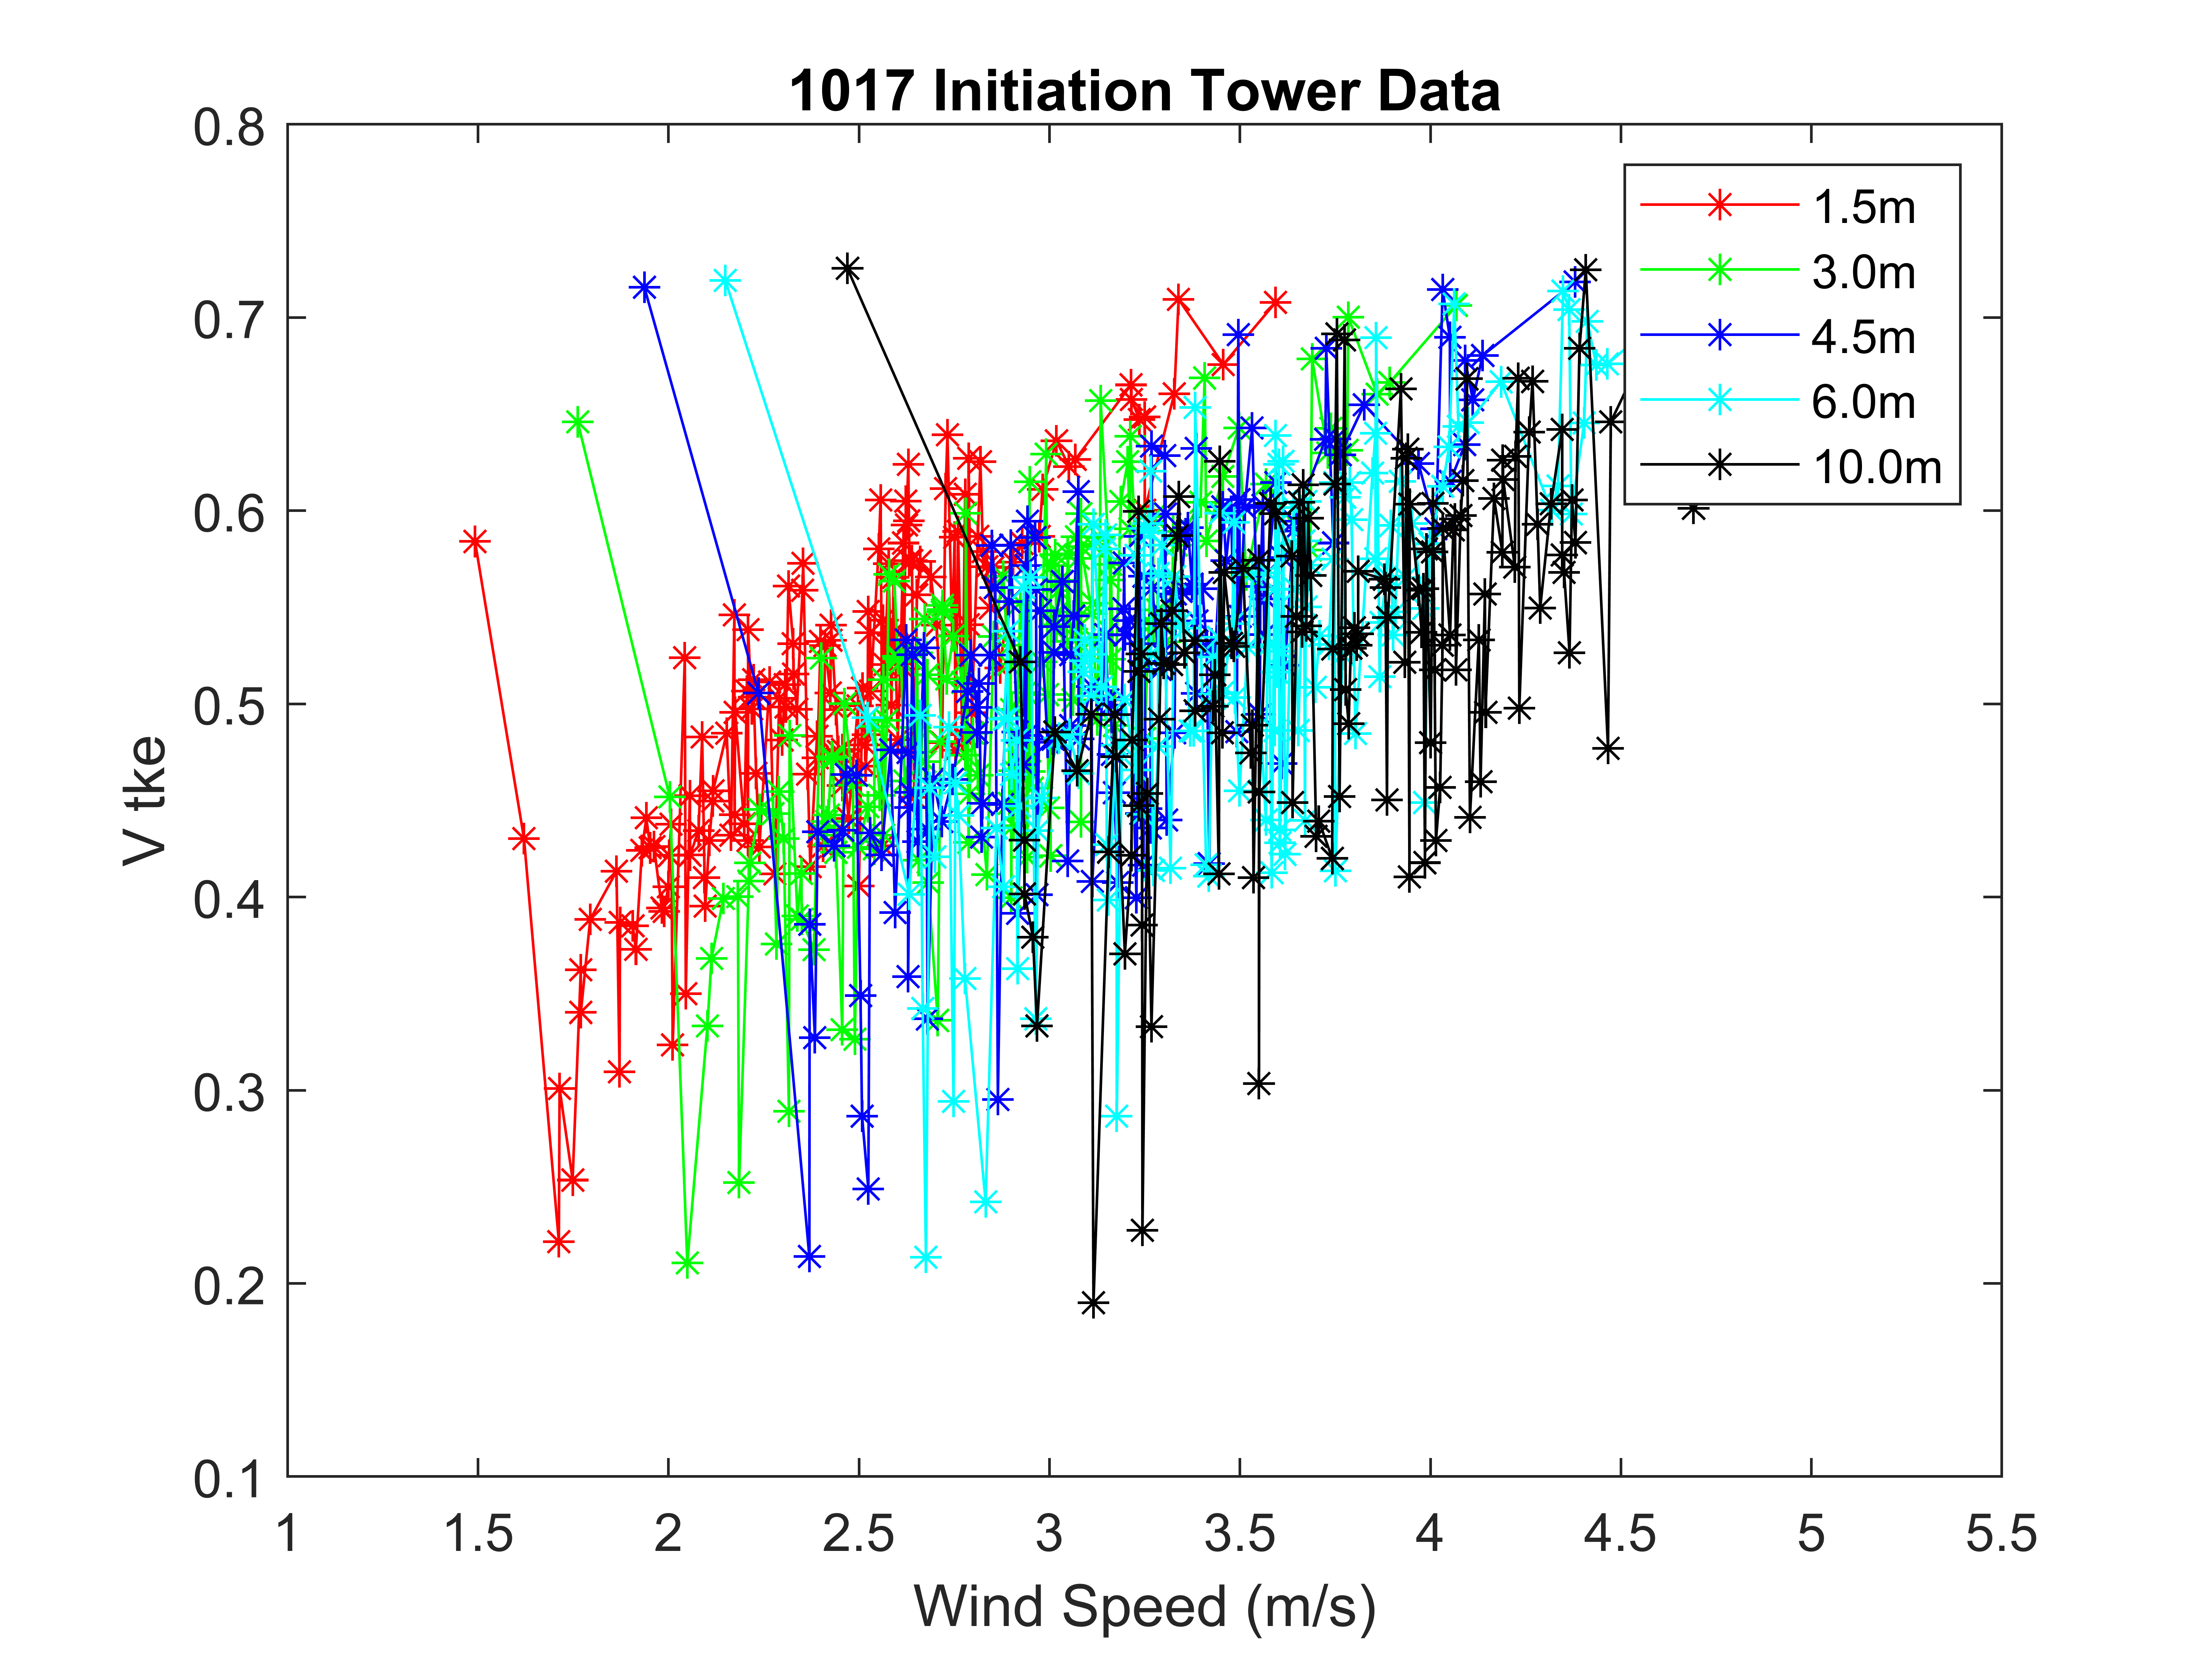 1017 Initiation Tower Data
0.8
0.7
0.6
0.5
0.4
0.3
0.2
0.1
V tke
1 1.5 2 2.5 3 3.5 4 4.5 5 5.5
Wind Speed (m/s)
1.5m
3.0m
4.5m
6.0m
10.0m